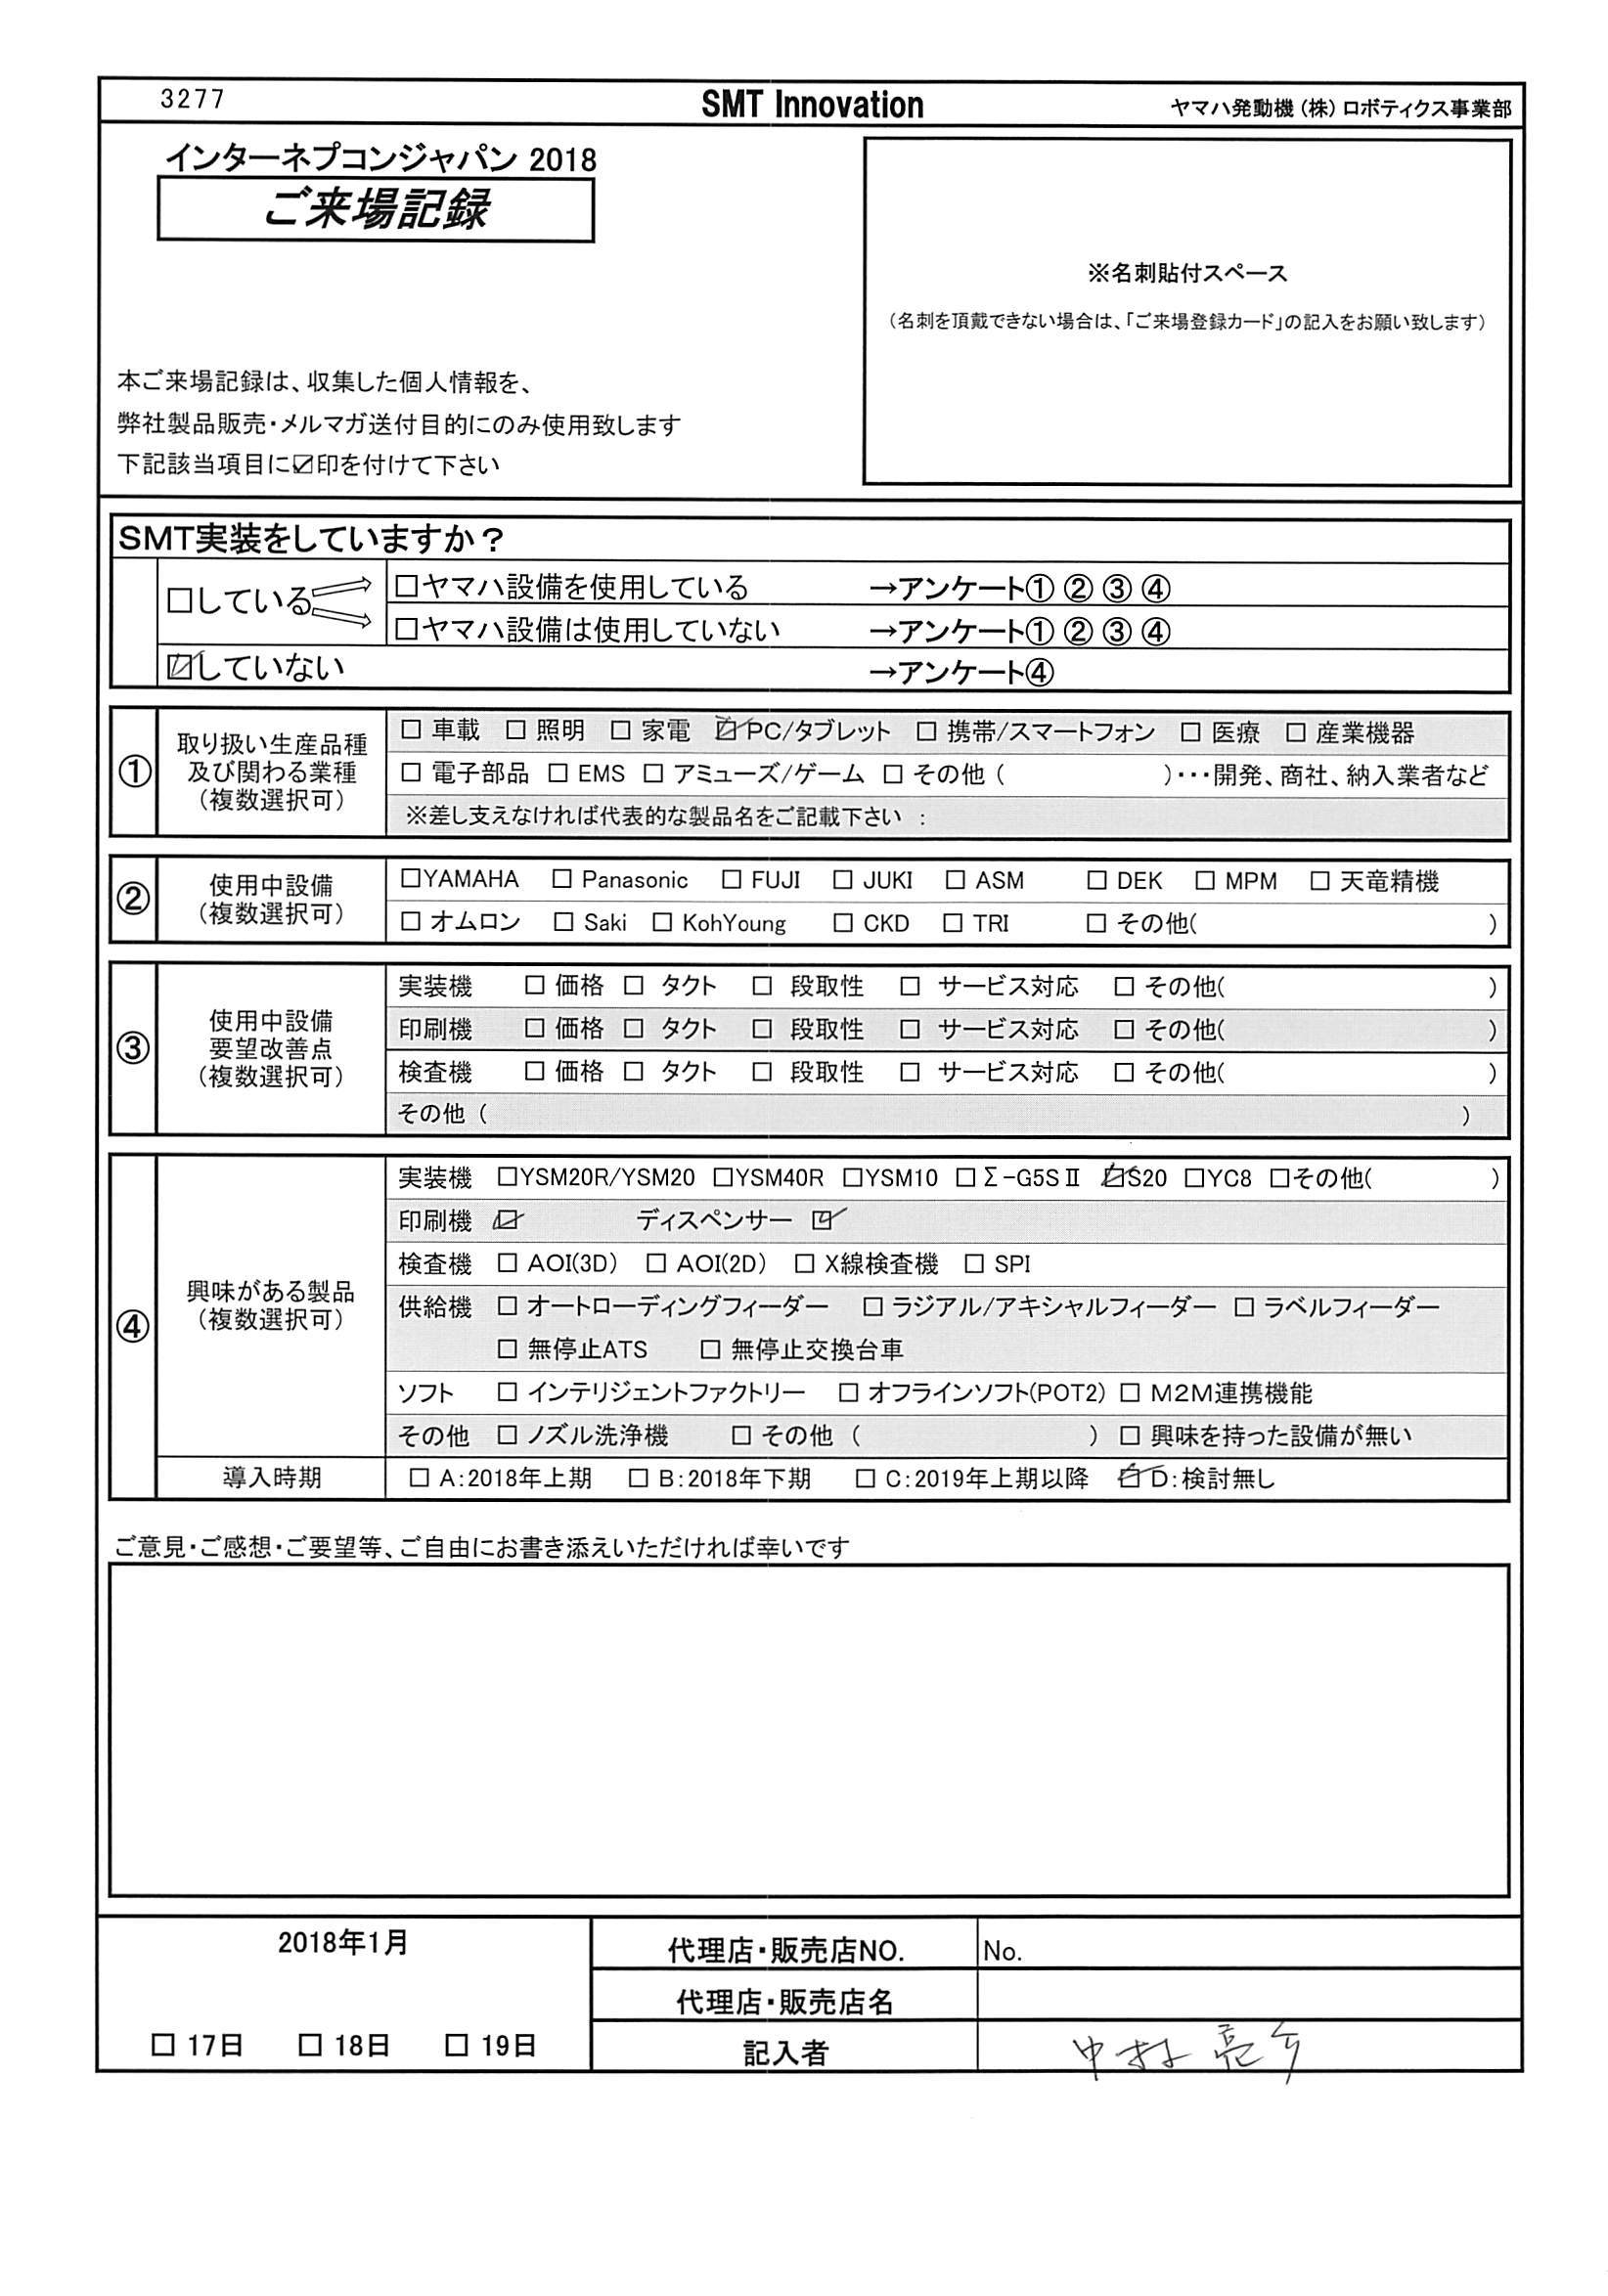 3277
SMT Innovation
ヤマハ発動機（株）ロボティクス事業部
インターネプコンジャパン 2018
ご来場記録
※名刺貼付スペース
（名刺を頂戴できない場合は、「ご来場登録カード」の記入をお願い致します）
本ご来場記録は、収集した個人情報を、
弊社製品販売・メルマガ送付目的にのみ使用致します
下記該当項目に☑印を付けて下さい
SMT実装をしていますか？
□している
□ヤマハ設備を使用している →アンケート① ② ③ ④
□ヤマハ設備は使用していない →アンケート① ② ③ ④
☑していない →アンケート④
①
取り扱い生産品種
及び関わる業種
（複数選択可）
□ 車載 □ 照明 □ 家電 ☑ PC/タブレット □ 携帯/スマートフォン □ 医療 □ 産業機器
□ 電子部品 □ EMS □ アミューズ/ゲーム □ その他（ ）・・・開発、商社、納入業者など
※差し支えなければ代表的な製品名をご記載下さい ：
②
使用中設備
（複数選択可）
□YAMAHA □ Panasonic □ FUJI □ JUKI □ ASM □ DEK □ MPM □ 天竜精機
□ オムロン □ Saki □ KohYoung □ CKD □ TRI □ その他( )
③
使用中設備
要望改善点
（複数選択可）
実装機 □ 価格 □ タクト □ 段取性 □ サービス対応 □ その他( )
印刷機 □ 価格 □ タクト □ 段取性 □ サービス対応 □ その他( )
検査機 □ 価格 □ タクト □ 段取性 □ サービス対応 □ その他( )
その他（ ）
④
興味がある製品
（複数選択可）
実装機 □YSM20R/YSM20 □YSM40R □YSM10 □Σ-G5SⅡ ☑S20 □YC8 □その他( )
印刷機 ☑ ディスペンサー ☑
検査機 □ AOI(3D) □ AOI(2D) □ X線検査機 □ SPI
供給機 □ オートローディングフィーダー □ ラジアル/アキシャルフィーダー □ ラベルフィーダー
□ 無停止ATS □ 無停止交換台車
ソフト □ インテリジェントファクトリー □ オフラインソフト(POT2) □ M2M連携機能
その他 □ ノズル洗浄機 □ その他（ ） □ 興味を持った設備が無い
導入時期 □ A:2018年上期 □ B:2018年下期 □ C:2019年上期以降 ☑ D:検討無し
ご意見・ご感想・ご要望等、ご自由にお書き添えいただければ幸いです
2018年1月
□ 17日 □ 18日 □ 19日
代理店・販売店NO. No.
代理店・販売店名
記入者 中村